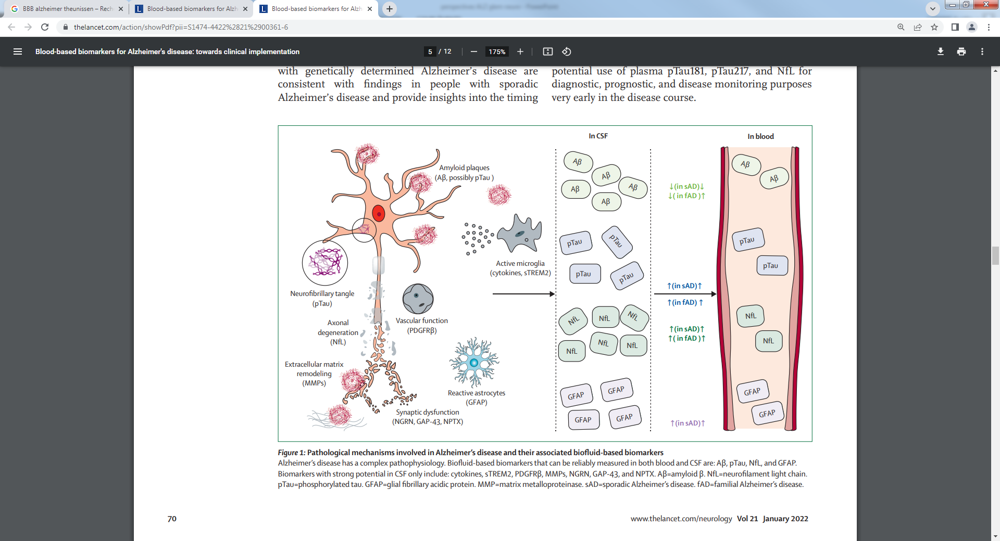 BBB alzheimer theunissen – Rech
Blood-based biomarkers for Alzh
Blood-based biomarkers for Alzh
thelancet.com/action/showPdf?pii=S1474-4422%2821%2900361-6
Blood-based biomarkers for Alzheimer's disease: towards clinical implementation
5 / 12
175%
with genetically determined Alzheimer’s disease are
consistent with findings in people with sporadic
Alzheimer’s disease and provide insights into the timing
potential use of plasma pTau181, pTau217, and NfL for
diagnostic, prognostic, and disease monitoring purposes
very early in the disease course.
In CSF
In blood
Amyloid plaques
(Aβ, possibly pTau )
Active microglia
(cytokines, sTREM2)
Neurofibrillary tangle
(pTau)
Vascular function
(PDGFRβ)
Axonal
degeneration
(NfL)
Extracellular matrix
remodeling
(MMPs)
Reactive astrocytes
(GFAP)
Synaptic dysfunction
(NGRN, GAP-43, NPTX)
Aβ
Aβ
Aβ
Aβ
Aβ
pTau
pTau
pTau
pTau
NfL
NfL
NfL
NfL
NfL
NfL
GFAP
GFAP
GFAP
GFAP
↓(in sAD)↓
↓( in fAD )↑
↑(in sAD)↑
↑(in fAD) ↑
↑(in sAD)↑
↑( in fAD )↑
↑(in sAD)↑
Aβ
Aβ
pTau
pTau
NfL
NfL
GFAP
GFAP
Figure 1: Pathological mechanisms involved in Alzheimer’s disease and their associated biofluid-based biomarkers
Alzheimer’s disease has a complex pathophysiology. Biofluid-based biomarkers that can be reliably measured in both blood and CSF are: Aβ, pTau, NfL, and GFAP.
Biomarkers with strong potential in CSF only include: cytokines, sTREM2, PDGFRβ, MMPs, NGRN, GAP-43, and NPTX. Aβ=amyloid β. NfL=neurofilament light chain.
pTau=phosphorylated tau. GFAP=glial fibrillary acidic protein. MMP=matrix metalloproteinase. sAD=sporadic Alzheimer’s disease. fAD=familial Alzheimer’s disease.
70
www.thelancet.com/neurology Vol 21 January 2022